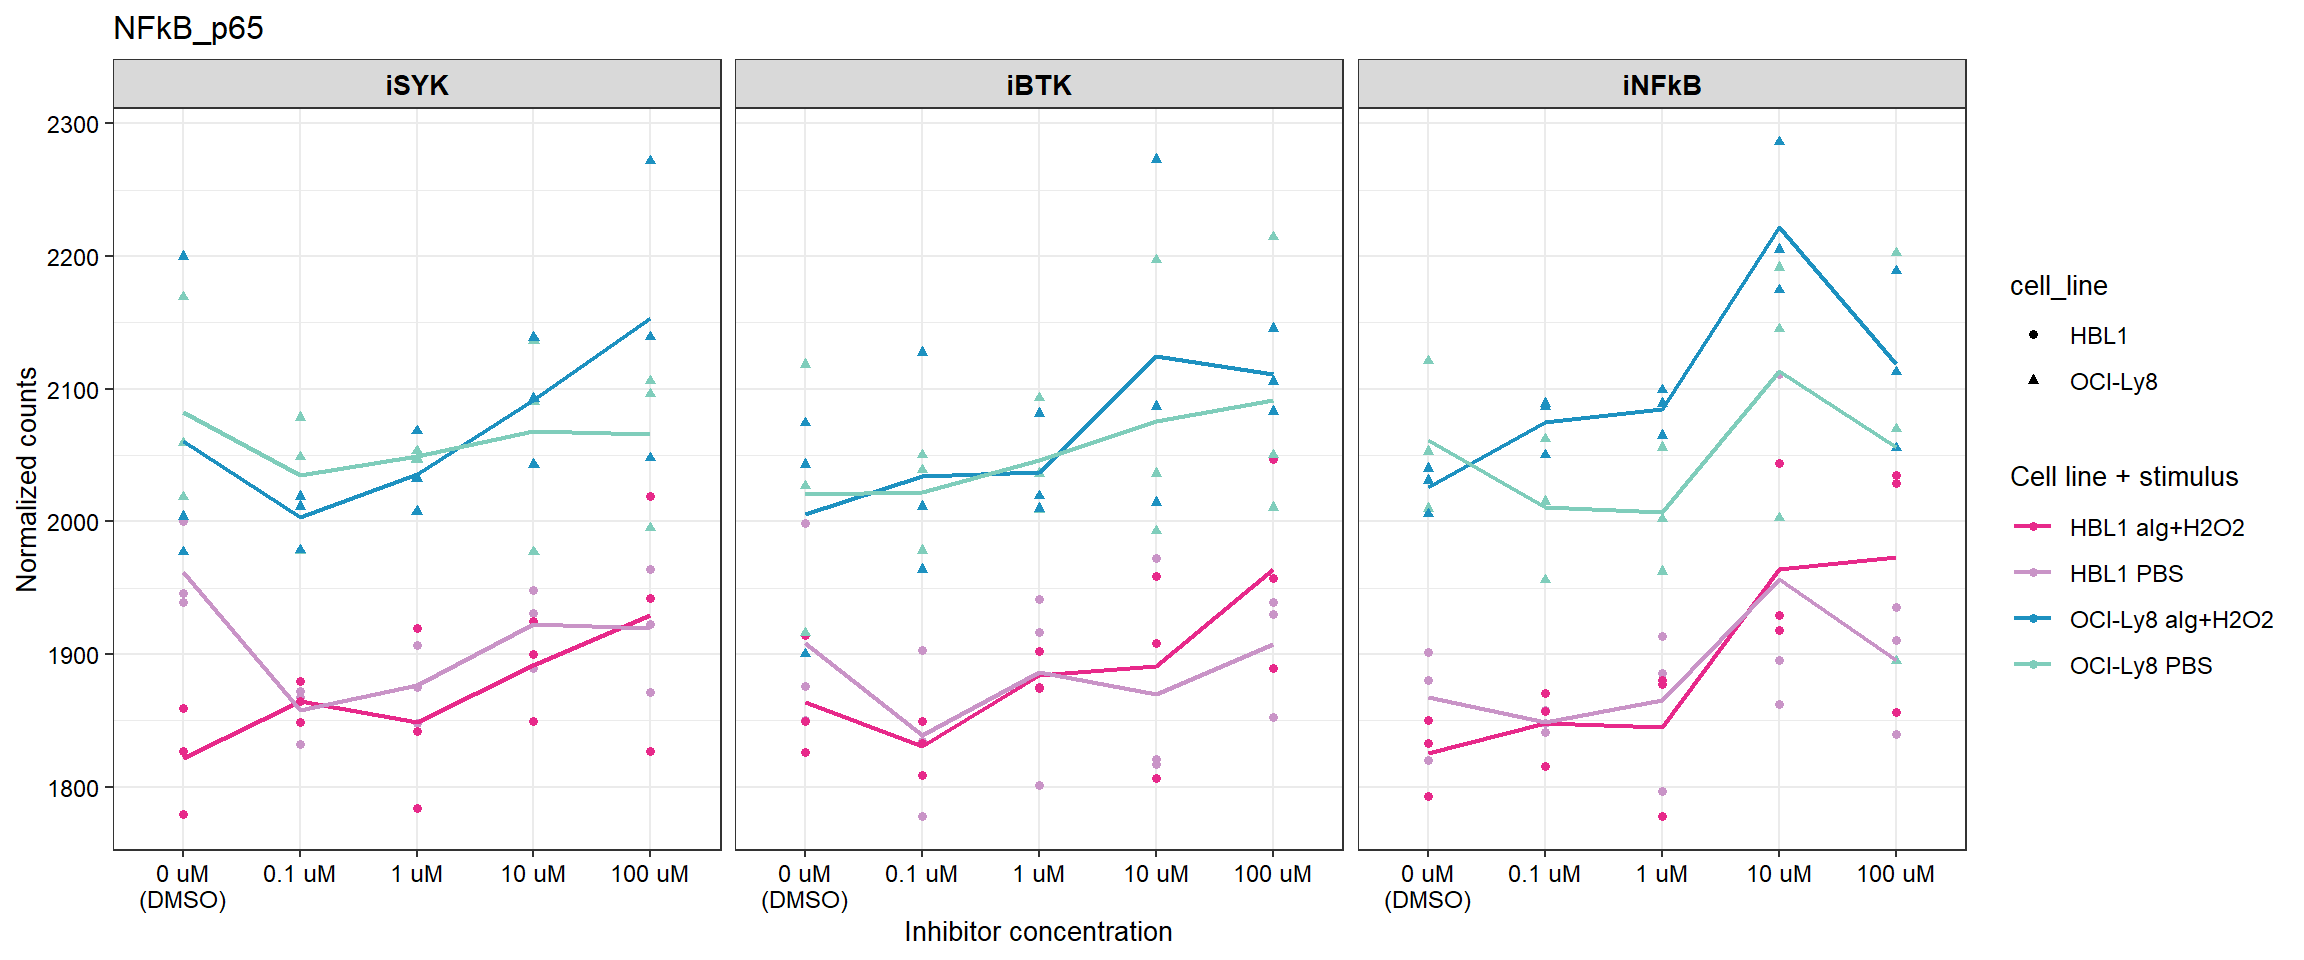 NFkB_p65
iSYK
iBTK
iNFkB
Normalized counts
2300
2200
2100
2000
1900
1800
0 uM
(DMSO)
0.1 uM
1 uM
10 uM
100 uM
0 uM
(DMSO)
0.1 uM
1 uM
10 uM
100 uM
0 uM
(DMSO)
0.1 uM
1 uM
10 uM
100 uM
Inhibitor concentration
cell_line
HBL1
OCI-Ly8
Cell line + stimulus
HBL1 aIg+H2O2
HBL1 PBS
OCI-Ly8 aIg+H2O2
OCI-Ly8 PBS